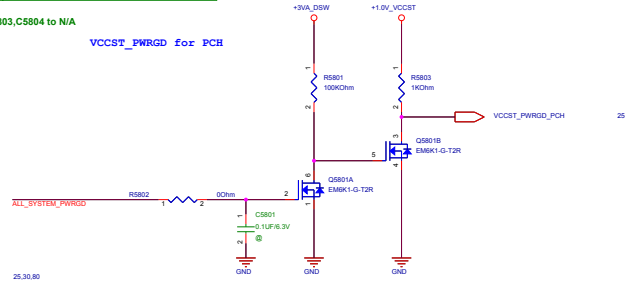 803,C5804 to N/A
VCCST_PWRGD for PCH
+3VA_DSW
+1.0V_VCCST
1
R5801
100KOhm
2
1
R5803
1KOhm
2
VCCST_PWRGD_PCH
25
3
Q5801B
EM6K1-G-T2R
5
4
6
Q5801A
EM6K1-G-T2R
2
1
R5802
0Ohm
1
2
ALL_SYSTEM_PWRGD
1
C5801
0.1UF/6.3V
2
@
GND
GND
GND
25,30,80